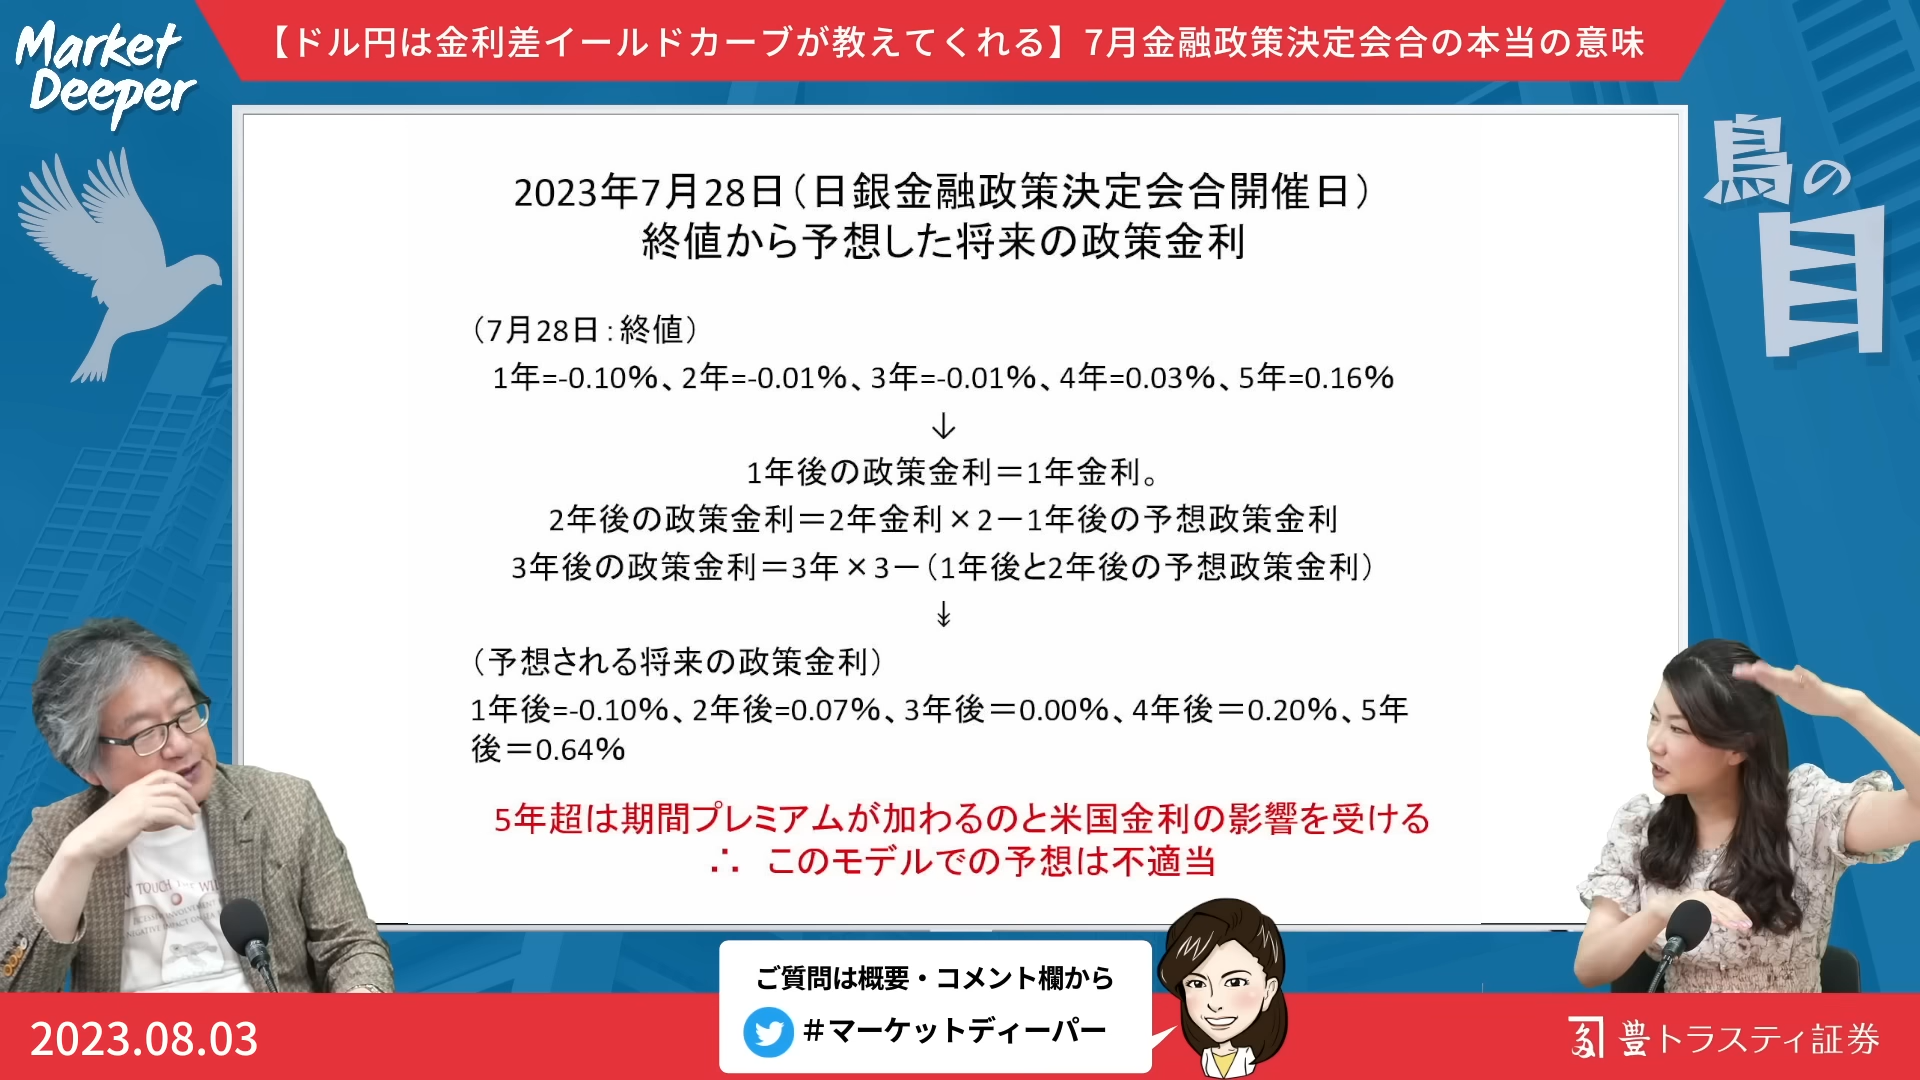 Market
Deeper
【ドル円は金利差イールドカーブが教えてくれる】7月金融政策決定会合の本当の意味
鳥の目
2023年7月28日（日銀金融政策決定会合開催日）
終値から予想した将来の政策金利
（7月28日：終値）
1年=-0.10％、2年=-0.01％、3年=-0.01％、4年=0.03％、5年=0.16％
↓
1年後の政策金利＝1年金利。
2年後の政策金利＝2年金利×2－1年後の予想政策金利
3年後の政策金利＝3年×3－（1年後と2年後の予想政策金利）
↡
（予想される将来の政策金利）
1年後=-0.10％、2年後=0.07％、3年後＝0.00％、4年後＝0.20％、5年
後＝0.64％
5年超は期間プレミアムが加わるのと米国金利の影響を受ける
∴ このモデルでの予想は不適当
ご質問は概要・コメント欄から
＃マーケットディーパー
2023.08.03
豊トラスティ証券